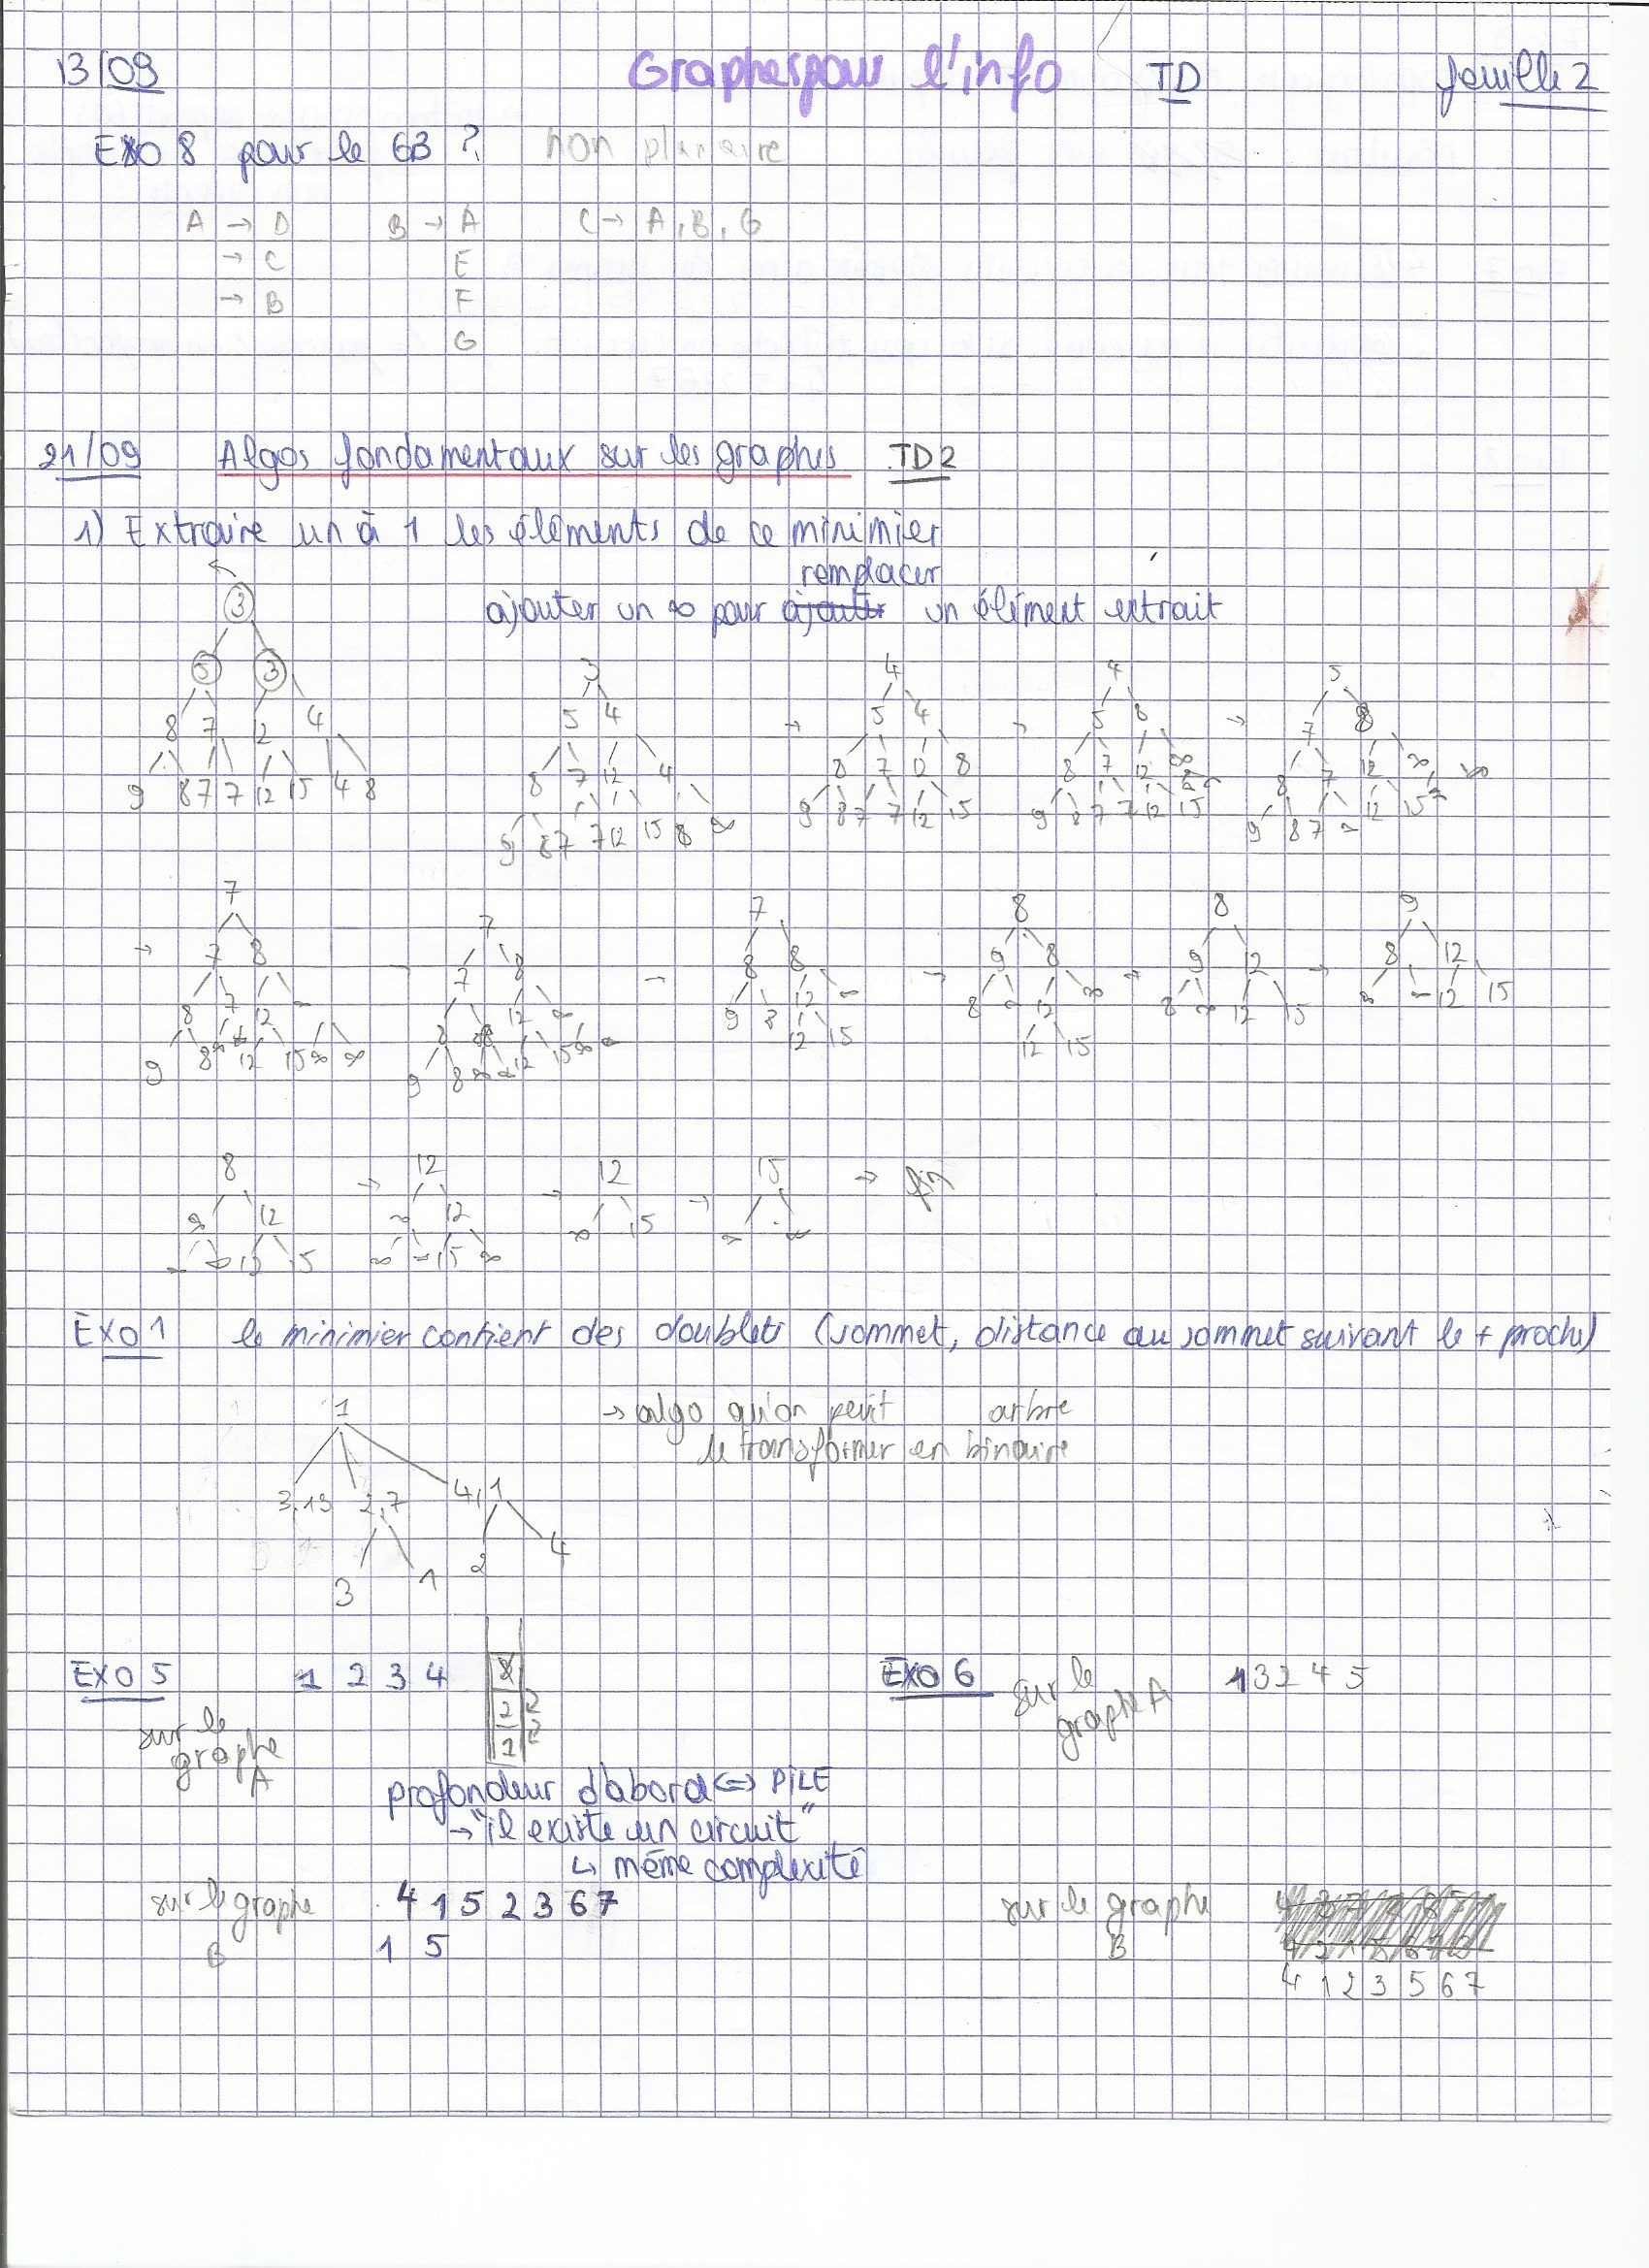 13/09 Graphes pour l'info TD feuille 2
EXO 8 pour le GB ? non planaire
A → D B → A C → A, B, G
→ C E
→ B F
G
21/09 Algos fondamentaux sur les graphes TD2
1) Extraire un à 1 les éléments de ce minimier
remplacer
ajouter un ∞ pour ajouter un élément extrait
3
5 3
8 7 12 4
9 8 7 7 12 15 4 8
3
5 4
8 7 12 4
9 8 7 7 12 15 8 ∞
→ 4
5 4
8 7 12 8
9 8 7 7 12 15
→ 4
5 8
8 7 12 ∞
9 8 7 7 12 15
→ 5
7 8
8 7 12 ∞
9 8 7 ∞ 12 15
→ 7
7 8
8 7 12 ∞
9 8 12 15 ∞ ∞
7
7 8
8 12 ∞
9 8 ∞ ∞ 12 15 ∞ ∞
7
8 8
9 8 12 ∞
12 15
→ 8
9 8
8 ∞ 12 ∞
12 15
→ 8
9 12
8 ∞ 12 15
→ 9
8 12
∞ ∞ 12 15
8
12
∞ ∞ 12 15
→ 12
∞ 12
∞ ∞ 15 ∞
→ 12
∞ 15
→ 15
∞ ∞
→ fin
EXO 1 le minimier contient des doublets (sommet, distance au sommet suivant le + proche)
1 → algo qu'on peut arbre
le transformer en binaire
3,13 2,7 4,1
3 1 2 4
EXO 5 1 2 3 4 EXO 6 sur le 1 3 2 4 5
graphe A
sur le
graphe
A
2 2
1 2
profondeur d'abord <=> PILE
→ "il existe un circuit"
↳ même complexité
sur le graphe 4 1 5 2 3 6 7 sur le graphe
B 1 5 B
4 1 2 3 5 6 7